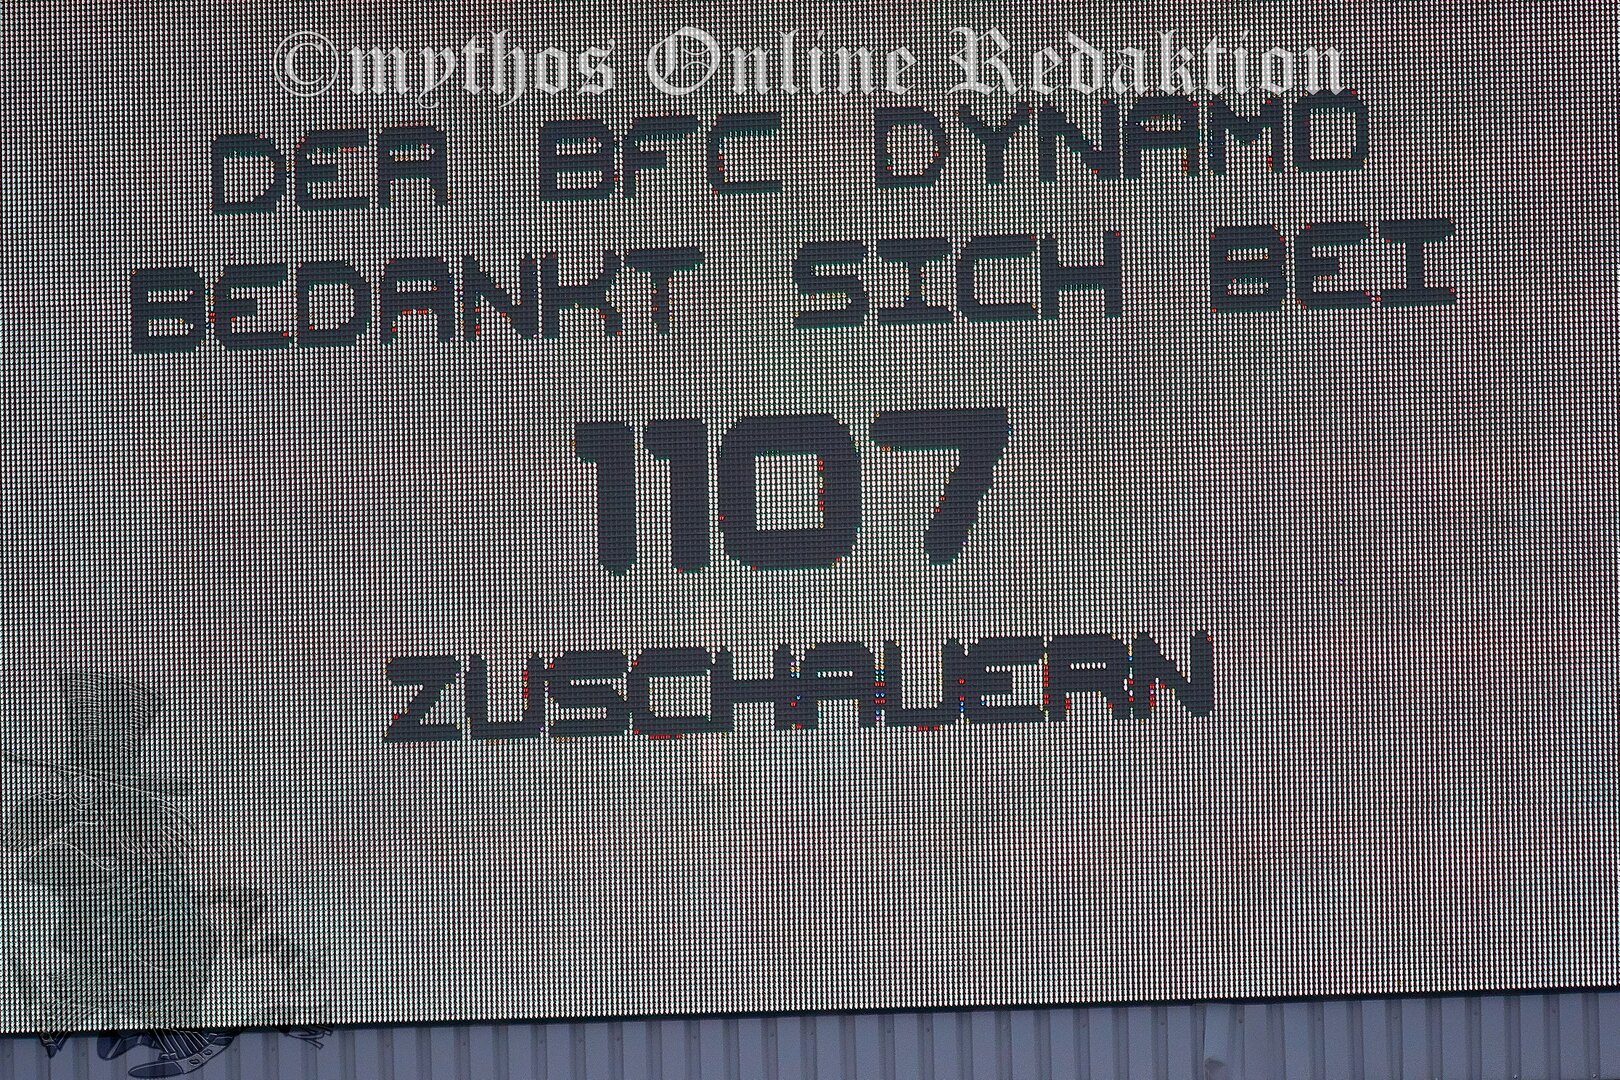 ©mythos Online Redaktion
DER BFC DYNAMO
BEDANKT SICH BEI
1107
ZUSCHAUERN